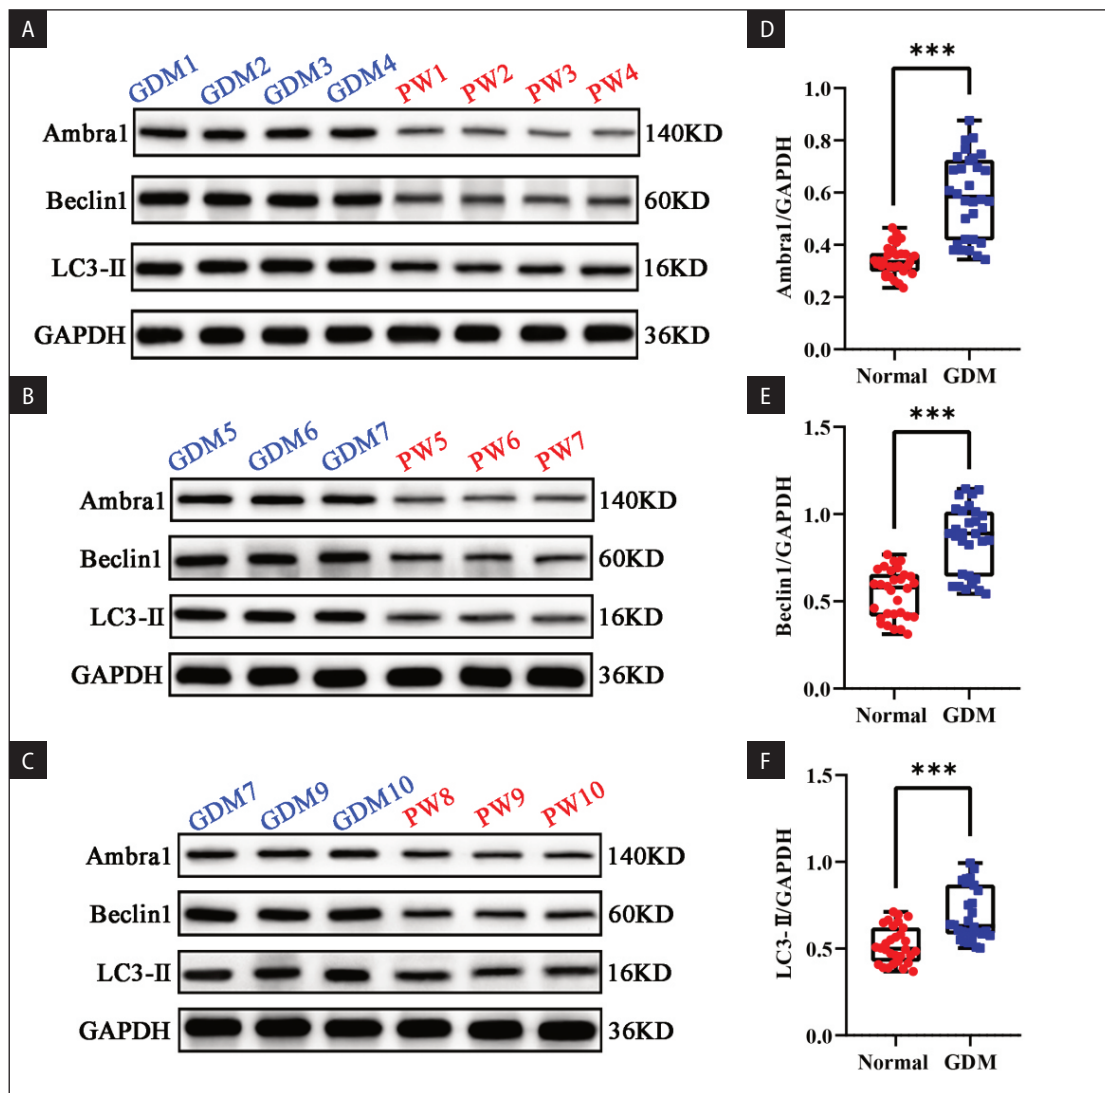 A
GDM1 GDM2 GDM3 GDM4 PW1 PW2 PW3 PW4
Ambra1 140KD
Beclin1 60KD
LC3-II 16KD
GAPDH 36KD
B
GDM5 GDM6 GDM7 PW5 PW6 PW7
Ambra1 140KD
Beclin1 60KD
LC3-II 16KD
GAPDH 36KD
C
GDM7 GDM9 GDM10 PW8 PW9 PW10
Ambra1 140KD
Beclin1 60KD
LC3-II 16KD
GAPDH 36KD
D
***
Ambra1/GAPDH
1.0
0.8
0.6
0.4
0.2
0.0
Normal GDM
E
***
Beclin1/GAPDH
1.5
1.0
0.5
0.0
Normal GDM
F
***
LC3-II/GAPDH
1.5
1.0
0.5
0.0
Normal GDM